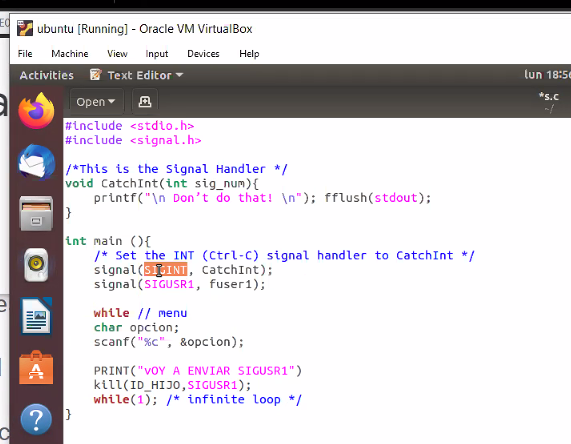 ubuntu [Running] - Oracle VM VirtualBox
File Machine View Input Devices Help
Activities Text Editor lun 18:56
Open *s.c
~/
#include <stdio.h>
#include <signal.h>
/*This is the Signal Handler */
void CatchInt(int sig_num){
printf("\n Don't do that! \n"); fflush(stdout);
}
int main (){
/* Set the INT (Ctrl-C) signal handler to CatchInt */
signal(SIGINT, CatchInt);
signal(SIGUSR1, fuser1);
while // menu
char opcion;
scanf("%c", &opcion);
PRINT("vOY A ENVIAR SIGUSR1")
kill(ID_HIJO,SIGUSR1);
while(1); /* infinite loop */
}